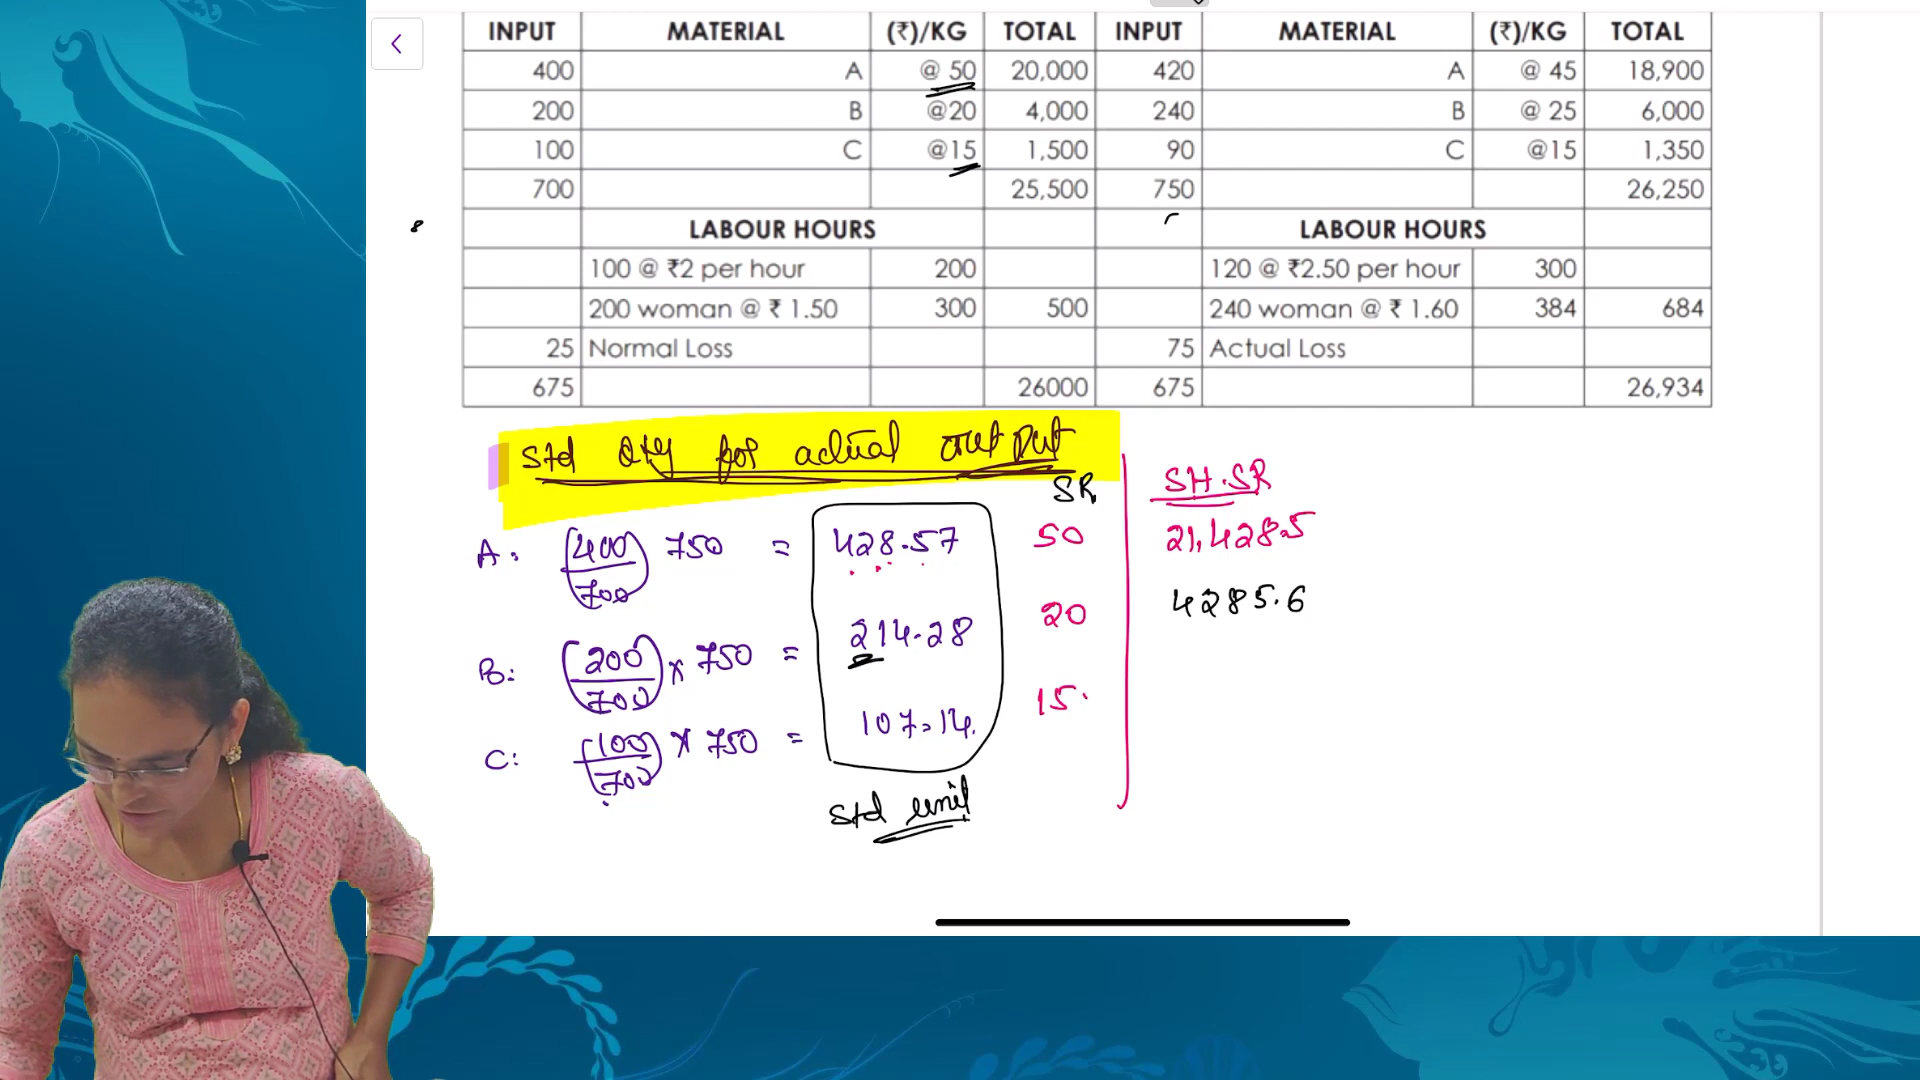 INPUT MATERIAL (₹)/KG TOTAL INPUT MATERIAL (₹)/KG TOTAL
400 A @ 50 20,000 420 A @ 45 18,900
200 B @20 4,000 240 B @ 25 6,000
100 C @15 1,500 90 C @15 1,350
700 25,500 750 26,250
LABOUR HOURS LABOUR HOURS
100 @ ₹2 per hour 200 120 @ ₹2.50 per hour 300
200 woman @ ₹ 1.50 300 500 240 woman @ ₹ 1.60 384 684
25 Normal Loss 75 Actual Loss
675 26000 675 26,934
Std qty for actual output
SR SH.SR
A: 400/700 750 = 428.57 50 21,428.5
B: 200/700 x 750 = 214.28 20 4285.6
C: 100/700 x 750 = 107.14 15
Std unit